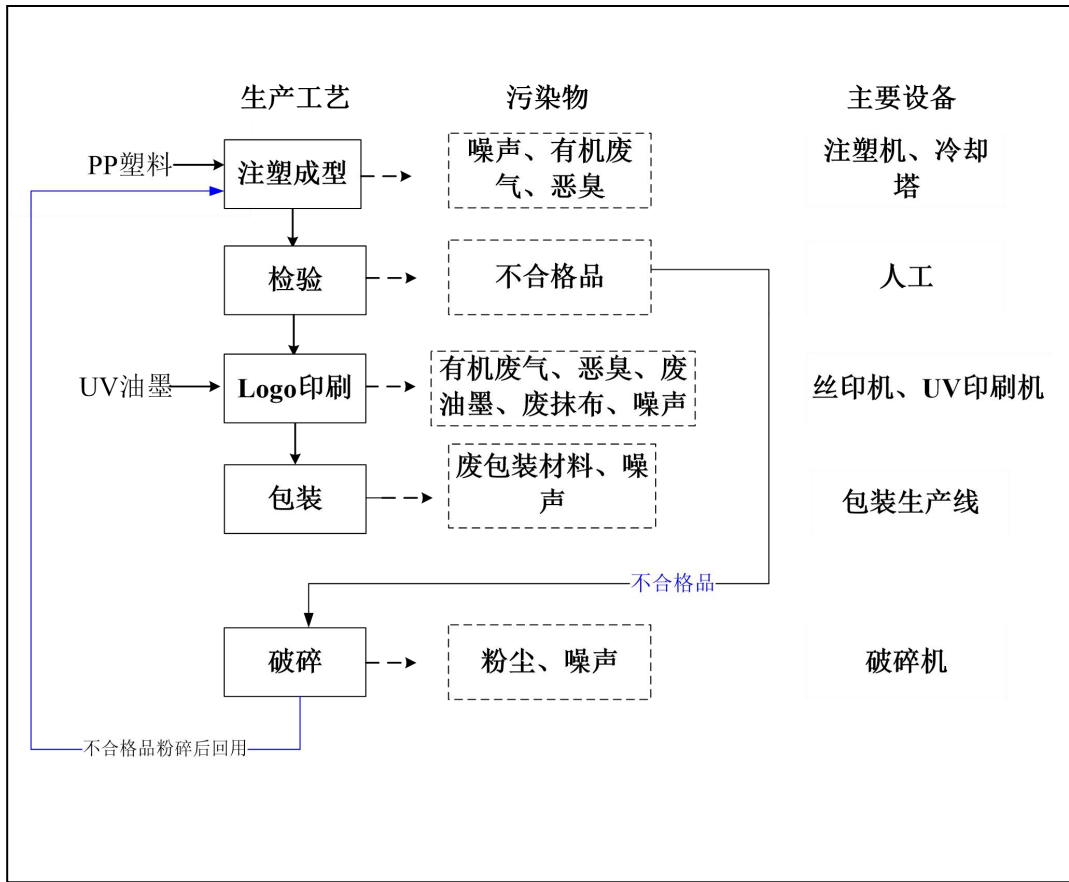 生产工艺
污染物
主要设备
PP塑料
注塑成型
噪声、有机废
气、恶臭
注塑机、冷却
塔
检验
不合格品
人工
UV油墨
Logo印刷
有机废气、恶臭、废
油墨、废抹布、噪声
丝印机、UV印刷机
包装
废包装材料、噪
声
包装生产线
不合格品
破碎
粉尘、噪声
破碎机
不合格品粉碎后回用